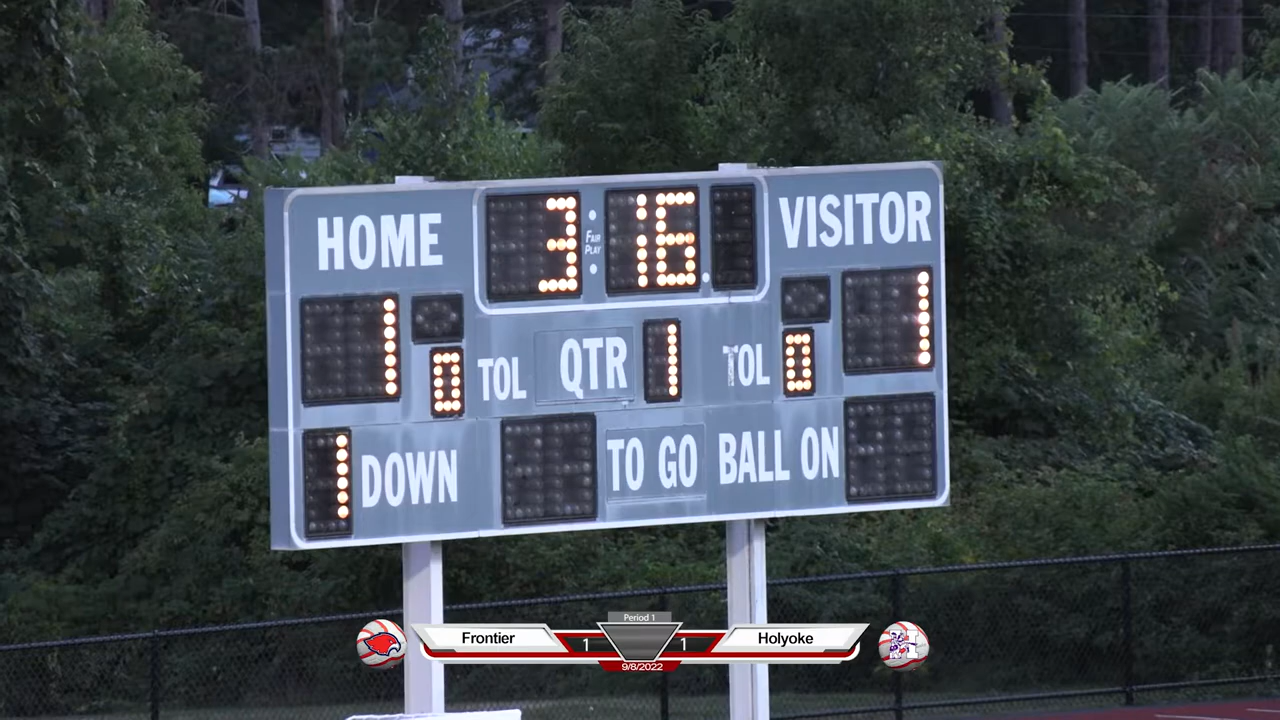 HOME 3:16 VISITOR
FAIR PLAY
1 1
0 TOL QTR 1 TOL 0
1 DOWN TO GO BALL ON
Period 1
Frontier 1 1 Holyoke
9/8/2022
H